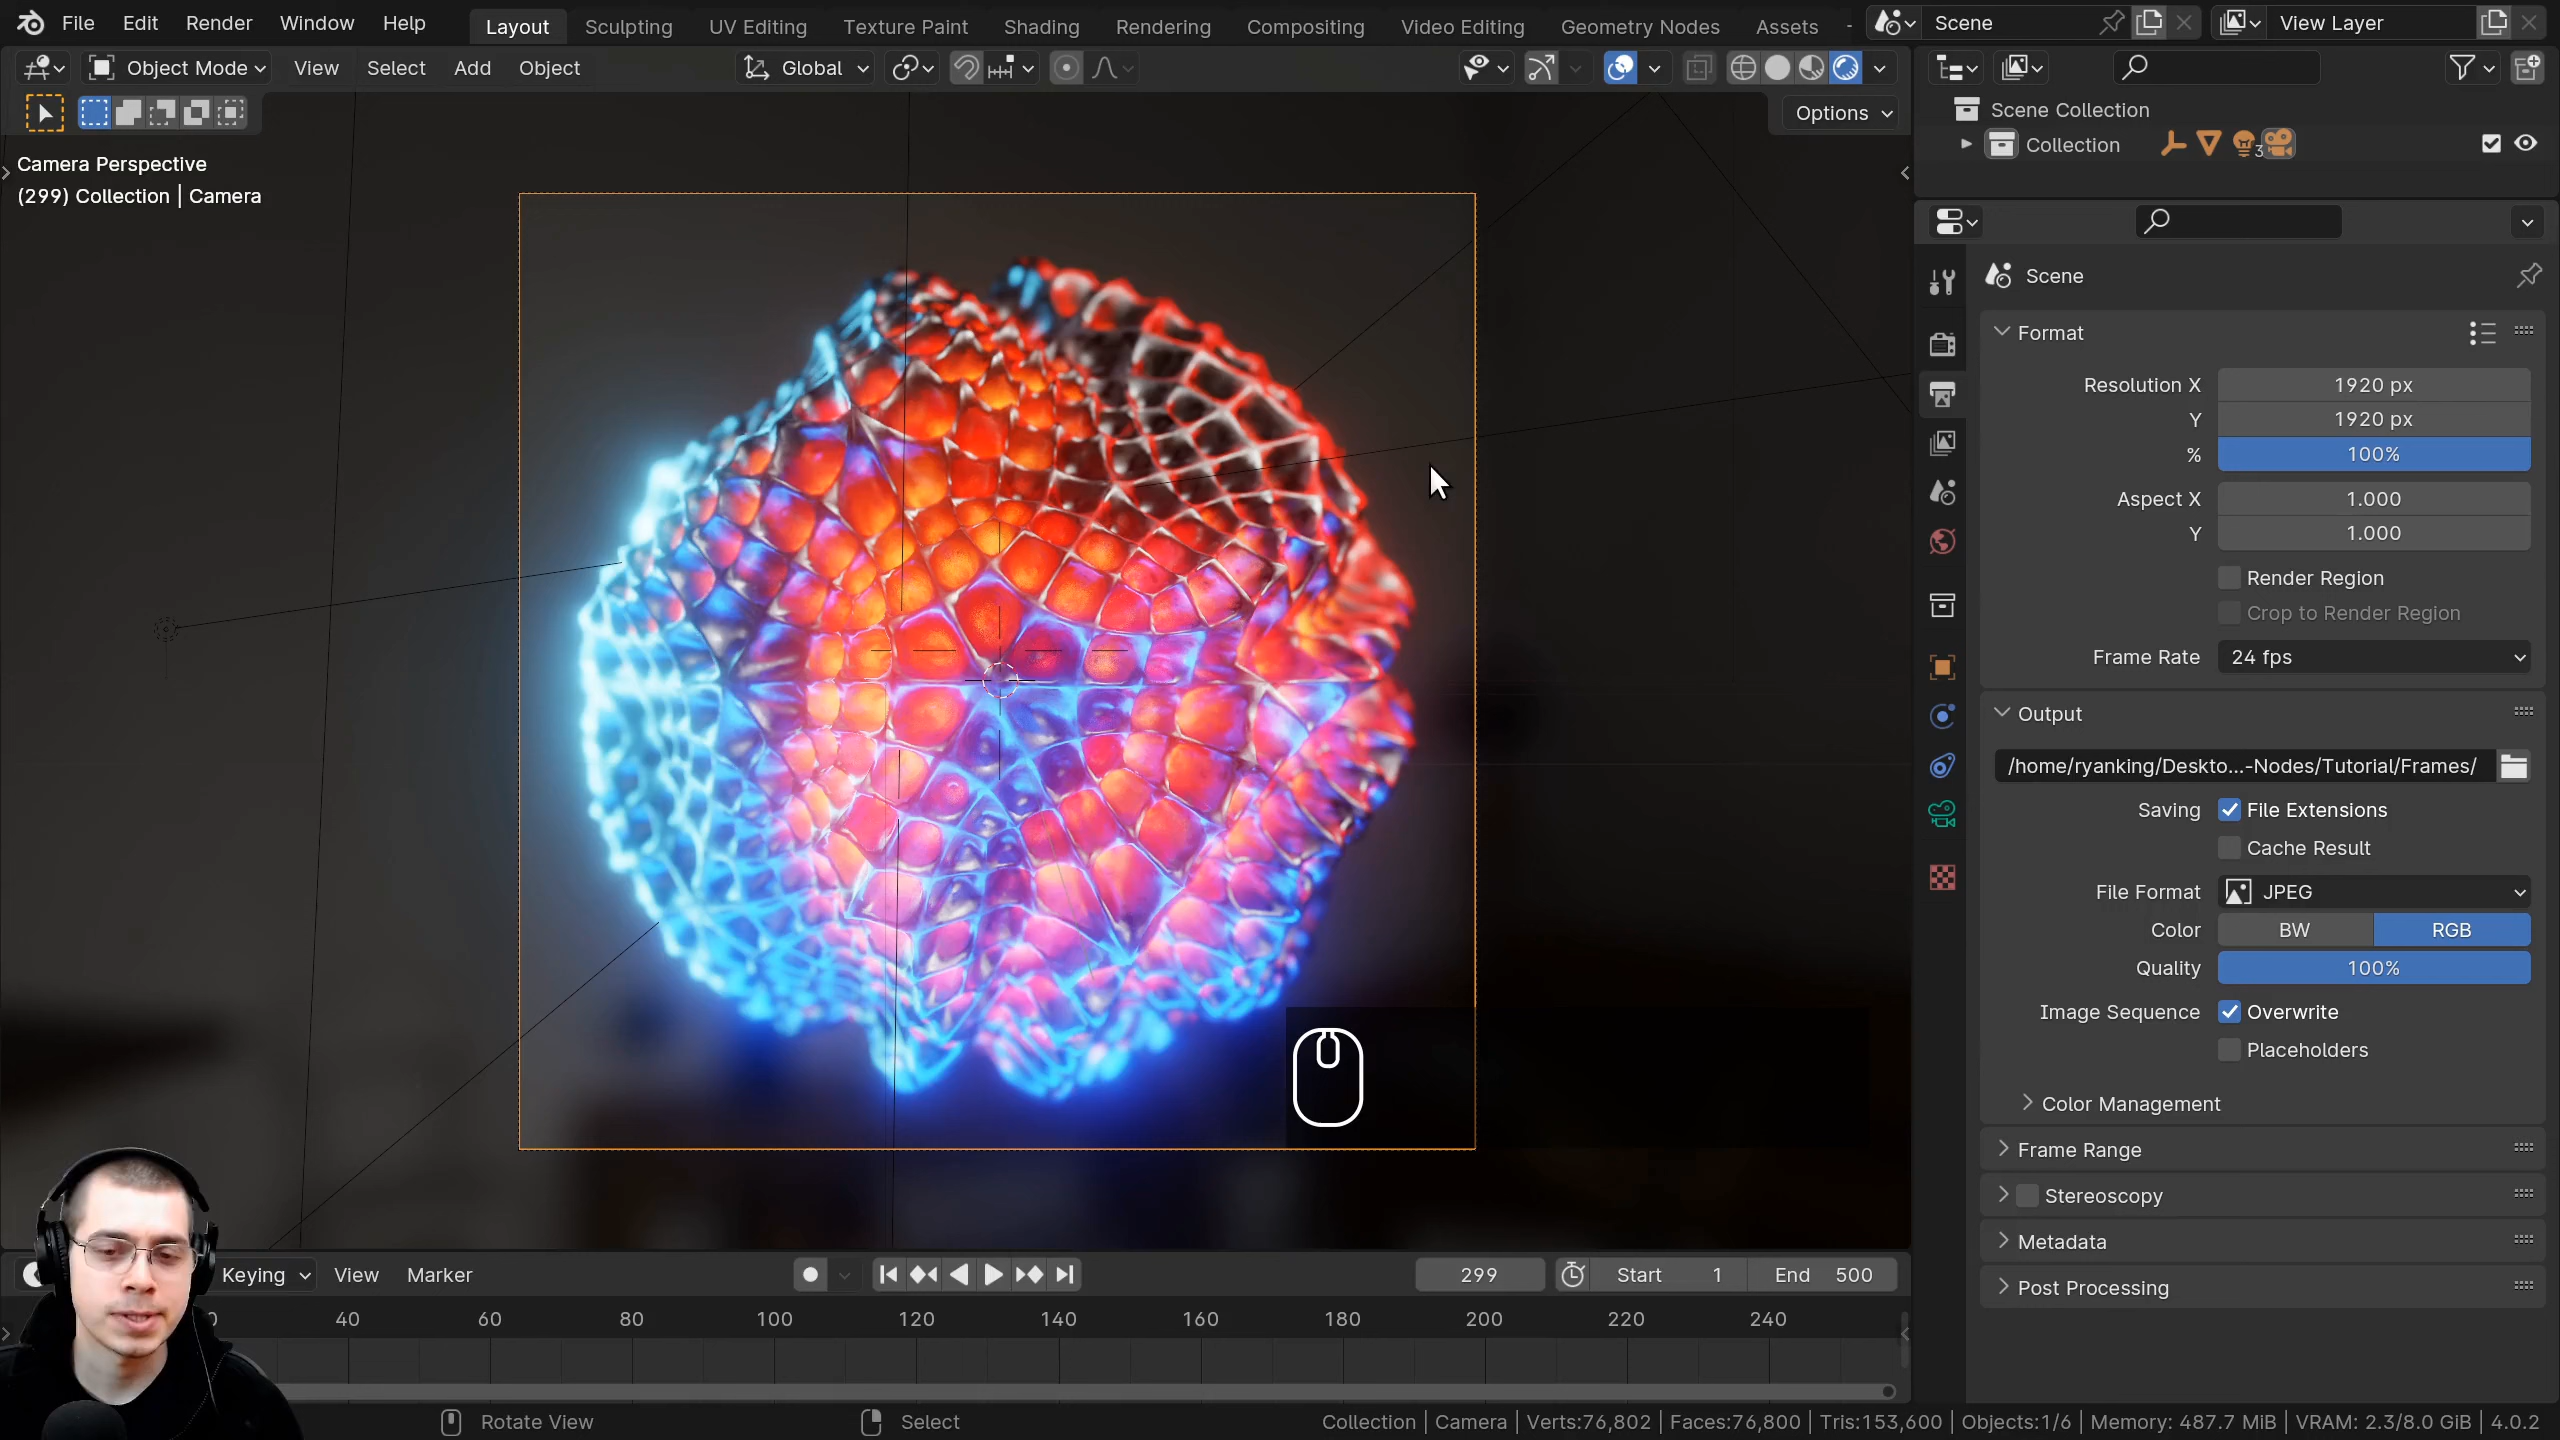 File Edit Render Window Help Layout Sculpting UV Editing Texture Paint Shading Rendering Compositing Video Editing Geometry Nodes Assets Scene View Layer
Object Mode View Select Add Object Global
Options
Camera Perspective
(299) Collection | Camera
Scene Collection
Collection 3
Scene
Format
Resolution X 1920 px
Y 1920 px
% 100%
Aspect X 1.000
Y 1.000
Render Region
Crop to Render Region
Frame Rate 24 fps
Output
/home/ryanking/Deskto...-Nodes/Tutorial/Frames/
Saving File Extensions
Cache Result
File Format JPEG
Color BW RGB
Quality 100%
Image Sequence Overwrite
Placeholders
Color Management
Frame Range
Stereoscopy
Metadata
Post Processing
Keying View Marker 299 Start 1 End 500
40 60 80 100 120 140 160 180 200 220 240
Rotate View Select Collection | Camera | Verts:76,802 | Faces:76,800 | Tris:153,600 | Objects:1/6 | Memory: 487.7 MiB | VRAM: 2.3/8.0 GiB | 4.0.2